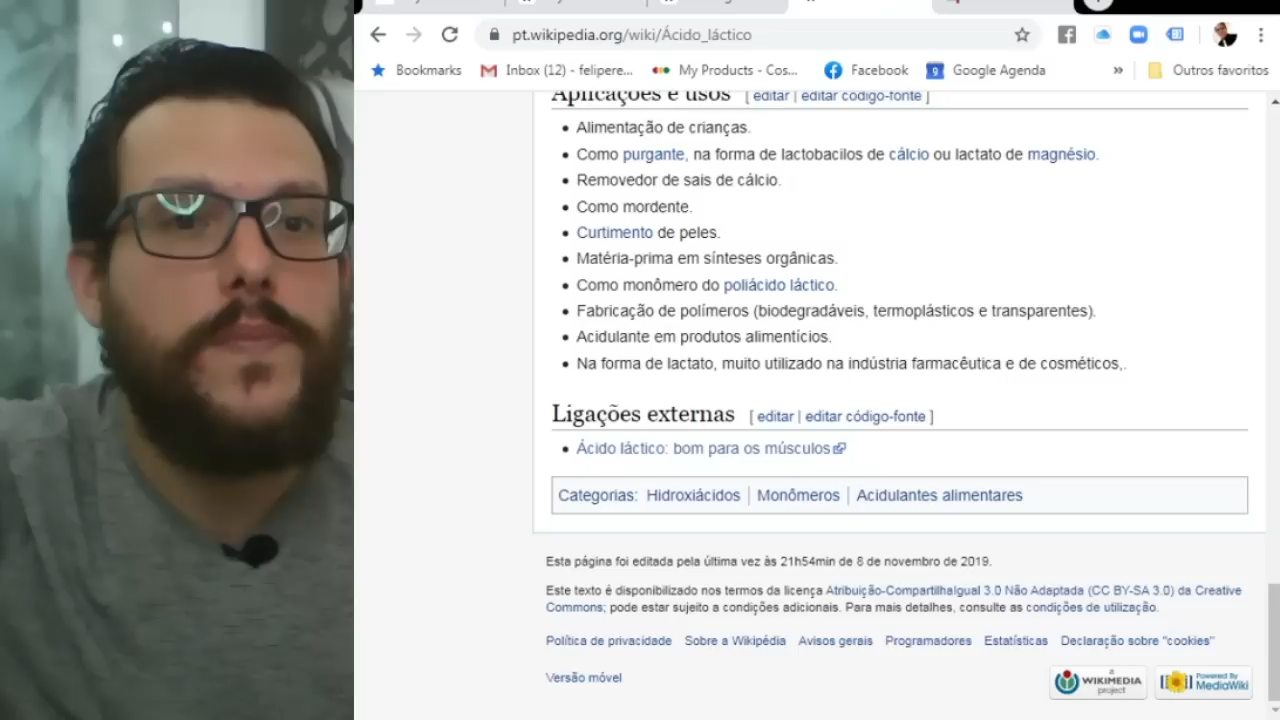 pt.wikipedia.org/wiki/Ácido_láctico
Bookmarks Inbox (12) - felipere... My Products - Cos... Facebook 9 Google Agenda » Outros favoritos
Aplicações e usos [ editar | editar código-fonte ]
• Alimentação de crianças.
• Como purgante, na forma de lactobacilos de cálcio ou lactato de magnésio.
• Removedor de sais de cálcio.
• Como mordente.
• Curtimento de peles.
• Matéria-prima em sínteses orgânicas.
• Como monômero do poliácido láctico.
• Fabricação de polímeros (biodegradáveis, termoplásticos e transparentes).
• Acidulante em produtos alimentícios.
• Na forma de lactato, muito utilizado na indústria farmacêutica e de cosméticos,.
Ligações externas [ editar | editar código-fonte ]
• Ácido láctico: bom para os músculos
Categorias: Hidroxiácidos | Monômeros | Acidulantes alimentares
Esta página foi editada pela última vez às 21h54min de 8 de novembro de 2019.
Este texto é disponibilizado nos termos da licença Atribuição-CompartilhaIgual 3.0 Não Adaptada (CC BY-SA 3.0) da Creative
Commons; pode estar sujeito a condições adicionais. Para mais detalhes, consulte as condições de utilização.
Política de privacidade Sobre a Wikipédia Avisos gerais Programadores Estatísticas Declaração sobre "cookies"
Versão móvel
a WIKIMEDIA project
Powered By MediaWiki